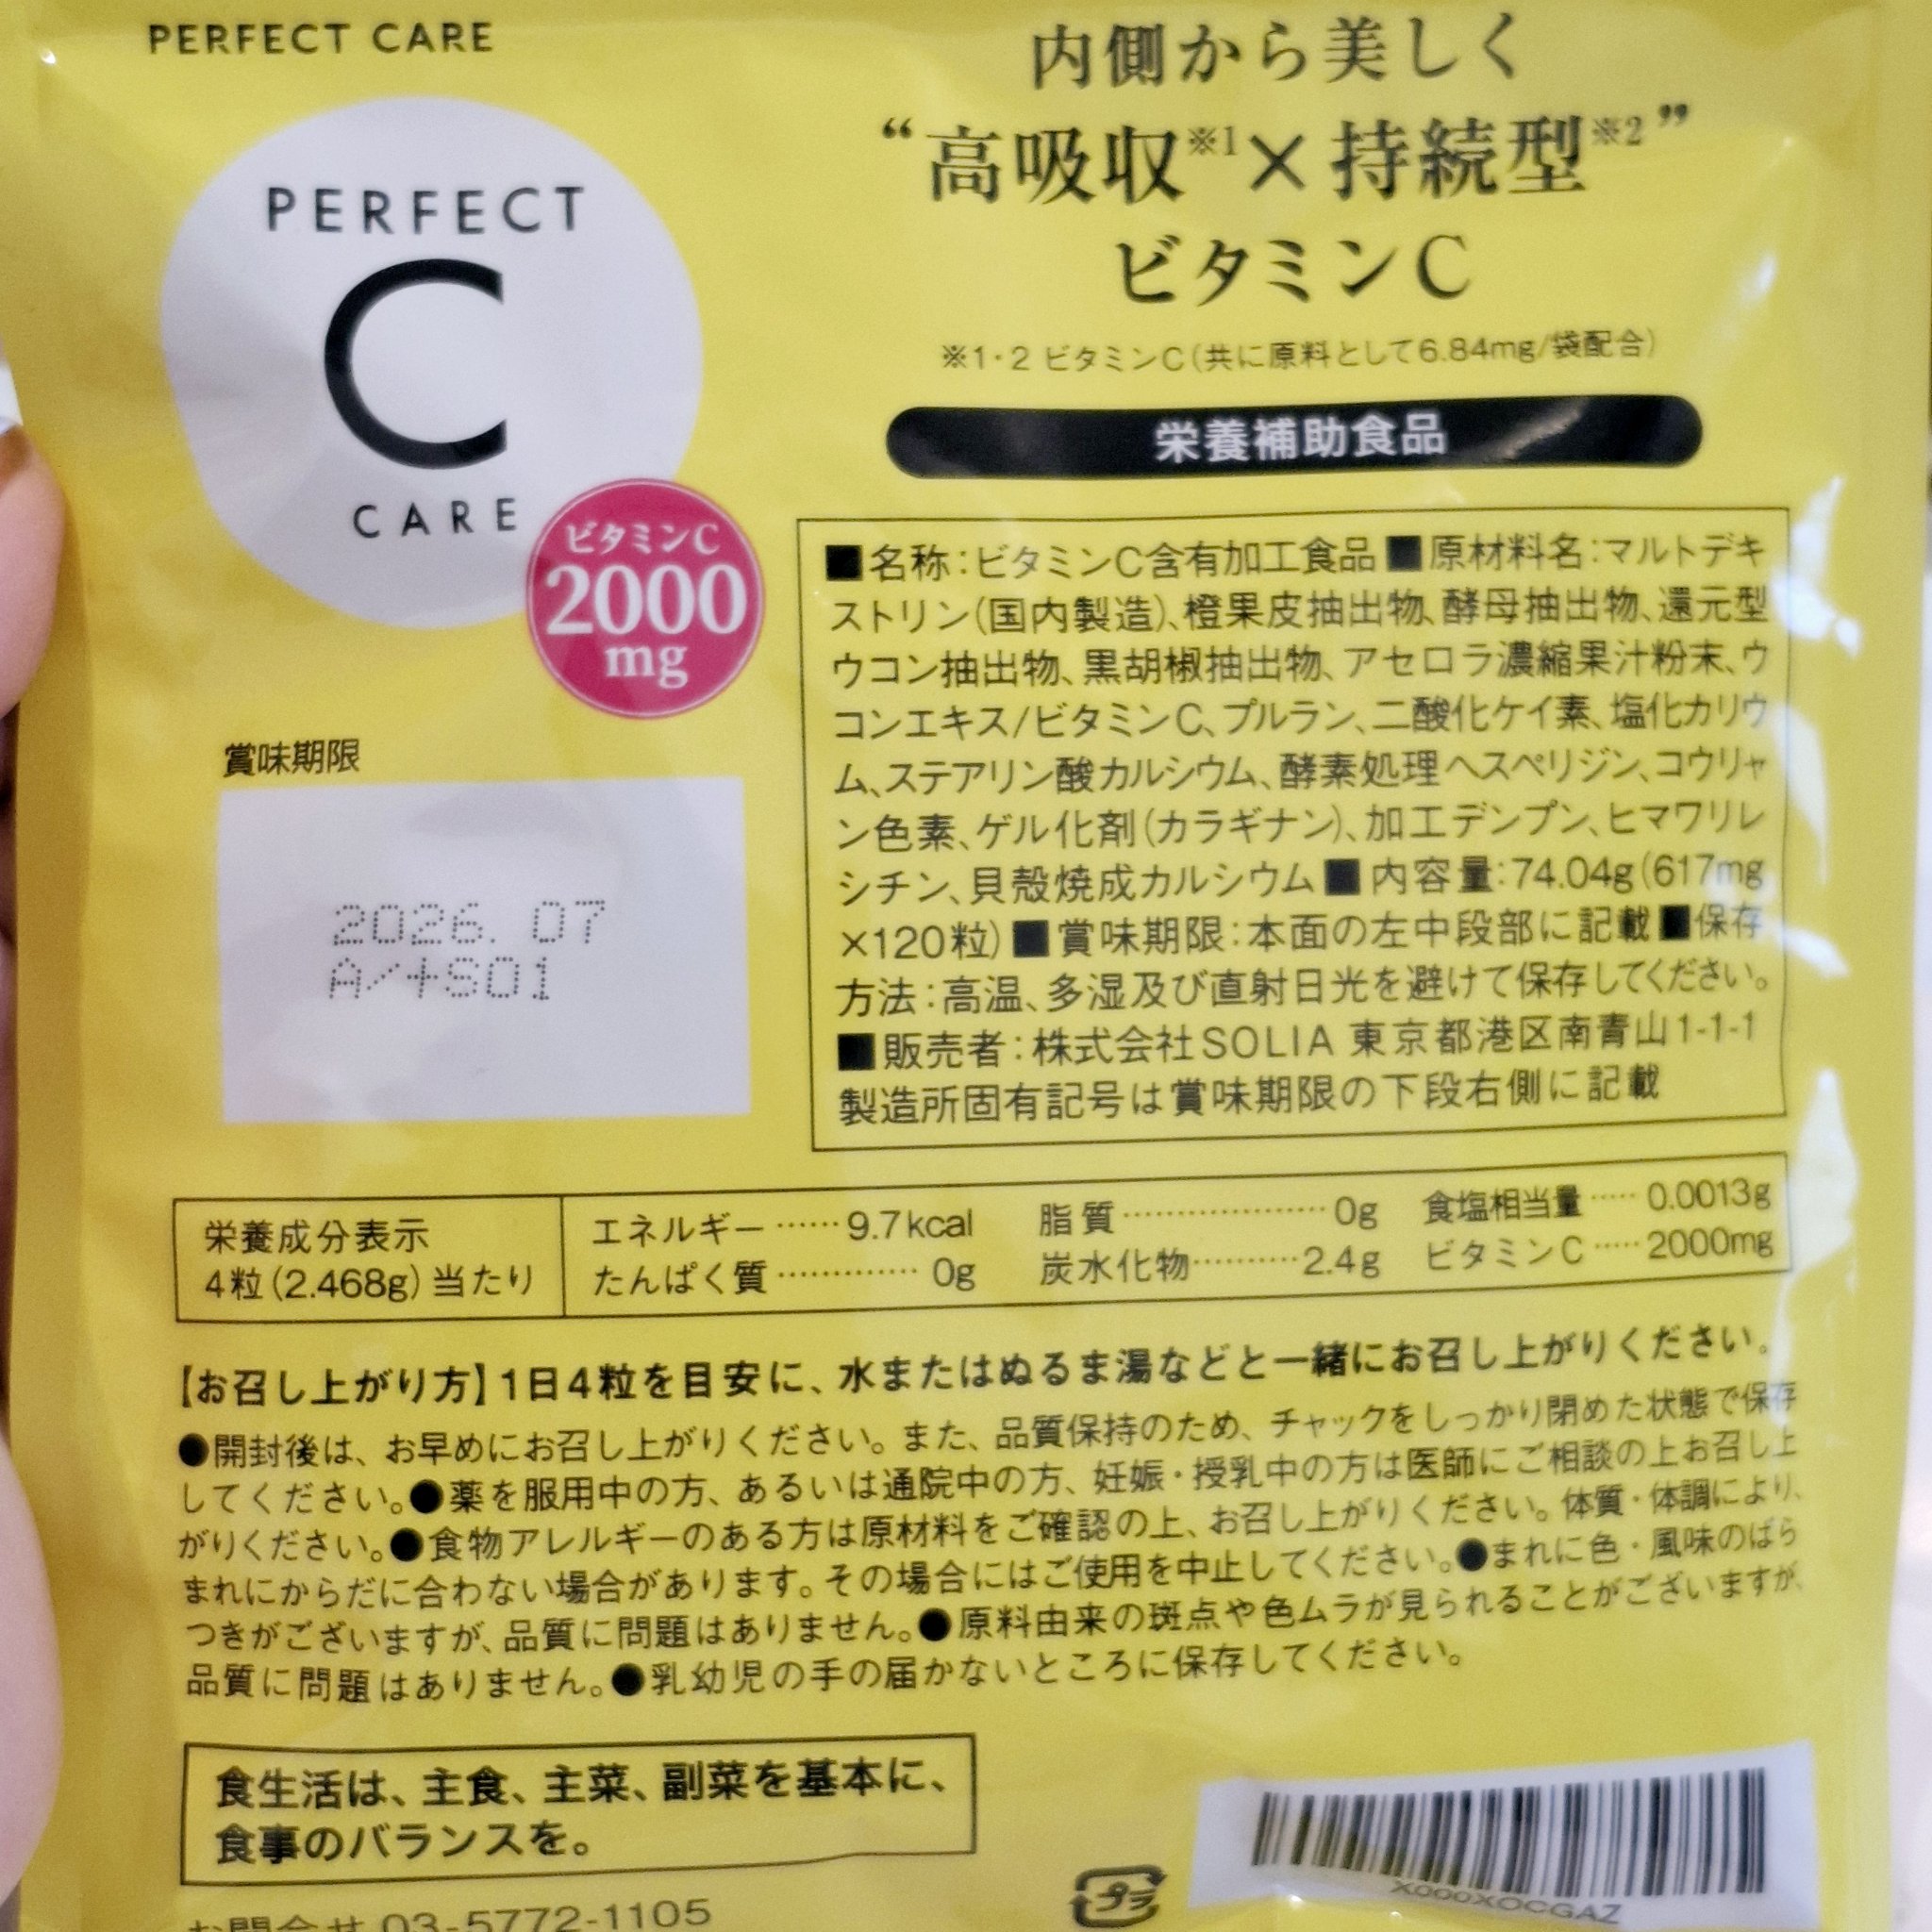 PERFECT CARE
PERFECT
C
CARE
ビタミンC
2000
mg
内側から美しく
“高吸収※1×持続型※2”
ビタミンC
※1・2 ビタミンC(共に原料として6.84mg/袋配合)
栄養補助食品
■名称:ビタミンC含有加工食品■原材料名:マルトデキ
ストリン(国内製造)、橙果皮抽出物、酵母抽出物、還元型
ウコン抽出物、黒胡椒抽出物、アセロラ濃縮果汁粉末、ウ
コンエキス/ビタミンC、プルラン、二酸化ケイ素、塩化カリウ
ム、ステアリン酸カルシウム、酵素処理ヘスペリジン、コウリャ
ン色素、ゲル化剤(カラギナン)、加工デンプン、ヒマワリレ
シチン、貝殻焼成カルシウム■内容量:74.04g(617mg
×120粒)■賞味期限:本面の左中段部に記載■保存
方法:高温、多湿及び直射日光を避けて保存してください。
■販売者:株式会社SOLIA 東京都港区南青山1-1-1
製造所固有記号は賞味期限の下段右側に記載
賞味期限
2026.07
A/+S01
栄養成分表示
4粒(2.468g)当たり
エネルギー……9.7kcal 脂質…………………0g 食塩相当量……0.0013g
たんぱく質……………0g 炭水化物…………2.4g ビタミンC……2000mg
【お召し上がり方】1日4粒を目安に、水またはぬるま湯などと一緒にお召し上がりください。
●開封後は、お早めにお召し上がりください。また、品質保持のため、チャックをしっかり閉めた状態で保存
してください。●薬を服用中の方、あるいは通院中の方、妊娠・授乳中の方は医師にご相談の上お召し上
がりください。●食物アレルギーのある方は原材料をご確認の上、お召し上がりください。体質・体調により、
まれにからだに合わない場合があります。その場合にはご使用を中止してください。●まれに色・風味のばら
つきがございますが、品質に問題はありません。●原料由来の斑点や色ムラが見られることがございますが、
品質に問題はありません。●乳幼児の手の届かないところに保存してください。
食生活は、主食、主菜、副菜を基本に、
食事のバランスを。
お問合せ 03-5772-1105
プラ
X000XOCGAZ